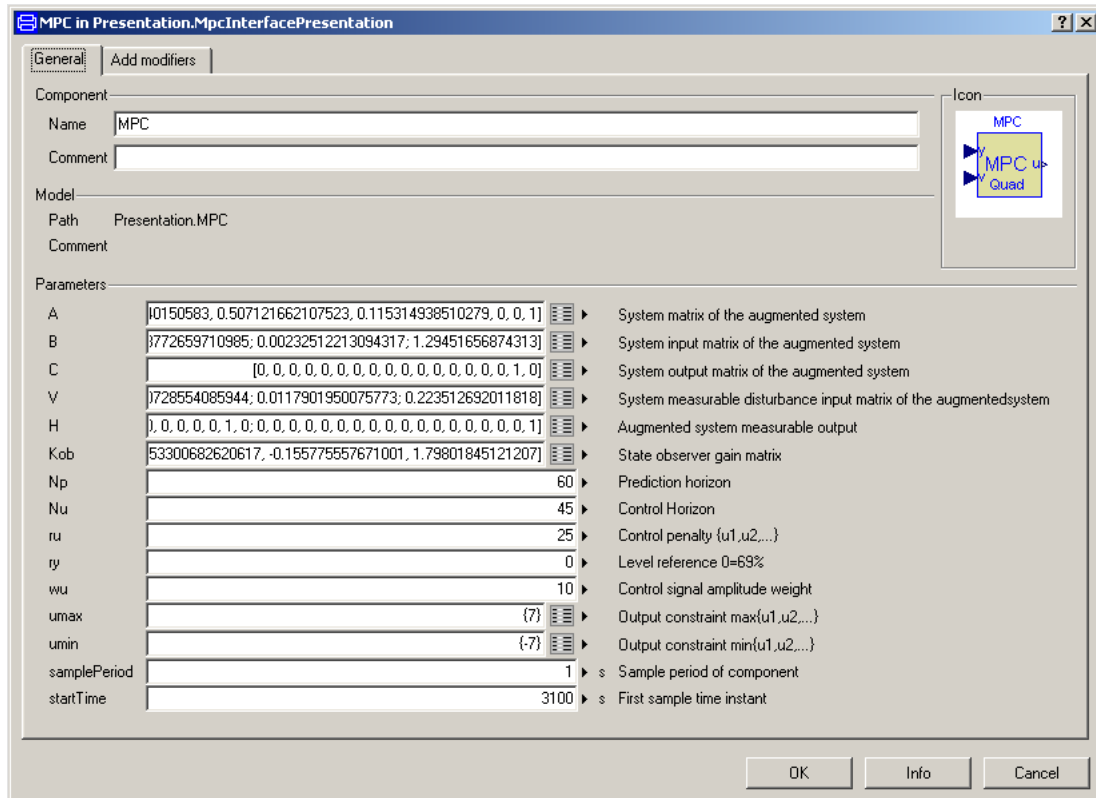 MPC in Presentation.MpcInterfacePresentation
General Add modifiers
Component
Name MPC
Comment
Icon
MPC
y
v
MPC
u
Quad
Model
Path Presentation.MPC
Comment
Parameters
A 40150583, 0.507121662107523, 0.115314938510279, 0, 0, 1] System matrix of the augmented system
B 3772659710985; 0.00232512213094317; 1.29451656874313] System input matrix of the augmented system
C [0, 0, 0, 0, 0, 0, 0, 0, 0, 0, 0, 0, 0, 0, 0, 0, 1, 0] System output matrix of the augmented system
V 0728554085944; 0.0117901950075773; 0.223512692011818] System measurable disturbance input matrix of the augmentedsystem
H 0, 0, 0, 0, 0, 1, 0; 0, 0, 0, 0, 0, 0, 0, 0, 0, 0, 0, 0, 0, 0, 0, 0, 0, 1] Augmented system measurable output
Kob 53300682620617, -0.155775557671001, 1.79801845121207] State observer gain matrix
Np 60 Prediction horizon
Nu 45 Control Horizon
ru 25 Control penalty {u1,u2,...}
ry 0 Level reference 0=69%
wu 10 Control signal amplitude weight
umax {7} Output constraint max{u1,u2,...}
umin {-7} Output constraint min{u1,u2,...}
samplePeriod 1 s Sample period of component
startTime 3100 s First sample time instant
OK Info Cancel